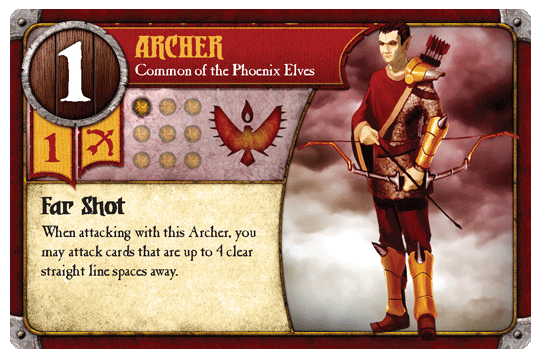 1
ARCHER
Common of the Phoenix Elves
1
Far Shot
When attacking with this Archer, you
may attack cards that are up to 4 clear
straight line spaces away.